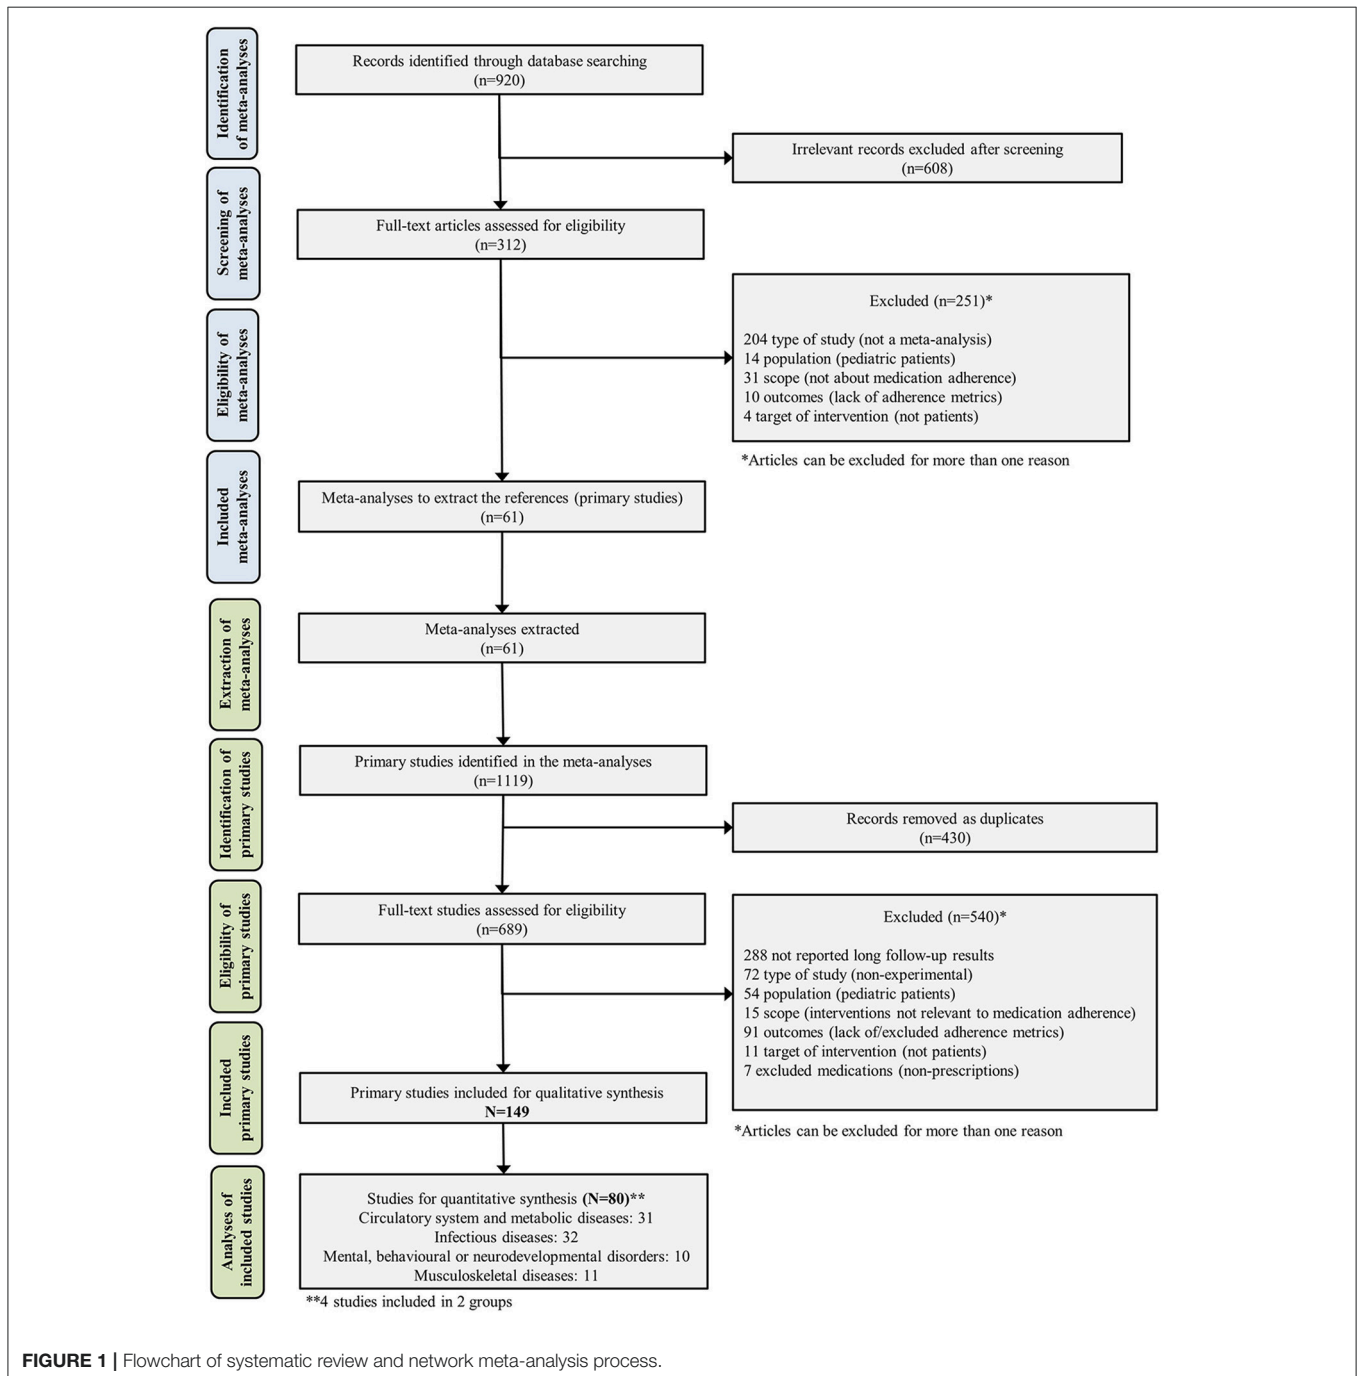 Identification
of meta-analyses
Records identified through database searching
(n=920)
Irrelevant records excluded after screening
(n=608)
Screening of
meta-analyses
Full-text articles assessed for eligibility
(n=312)
Eligibility of
meta-analyses
Excluded (n=251)*
204 type of study (not a meta-analysis)
14 population (pediatric patients)
31 scope (not about medication adherence)
10 outcomes (lack of adherence metrics)
4 target of intervention (not patients)
*Articles can be excluded for more than one reason
Included
meta-analyses
Meta-analyses to extract the references (primary studies)
(n=61)
Extraction of
meta-analyses
Meta-analyses extracted
(n=61)
Identification of
primary studies
Primary studies identified in the meta-analyses
(n=1119)
Records removed as duplicates
(n=430)
Eligibility of
primary studies
Full-text studies assessed for eligibility
(n=689)
Excluded (n=540)*
288 not reported long follow-up results
72 type of study (non-experimental)
54 population (pediatric patients)
15 scope (interventions not relevant to medication adherence)
91 outcomes (lack of/excluded adherence metrics)
11 target of intervention (not patients)
7 excluded medications (non-prescriptions)
*Articles can be excluded for more than one reason
Included
primary studies
Primary studies included for qualitative synthesis
N=149
Analyses of
included studies
Studies for quantitative synthesis (N=80)**
Circulatory system and metabolic diseases: 31
Infectious diseases: 32
Mental, behavioural or neurodevelopmental disorders: 10
Musculoskeletal diseases: 11
**4 studies included in 2 groups
FIGURE 1 | Flowchart of systematic review and network meta-analysis process.